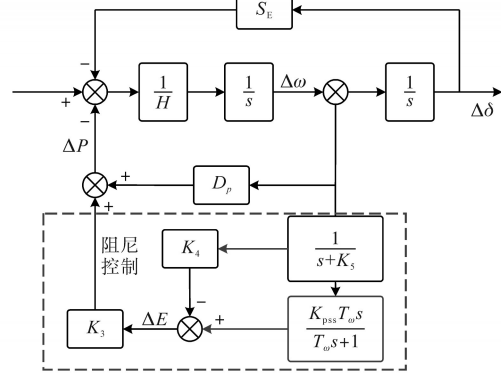 S_E
−
+
1/H
1/s
Δω
1/s
Δδ
−
ΔP
+
D_p
+
阻尼
控制
K_4
1/(s+K_5)
−
K_3
ΔE
+
K_pss T_ω s/(T_ω s+1)